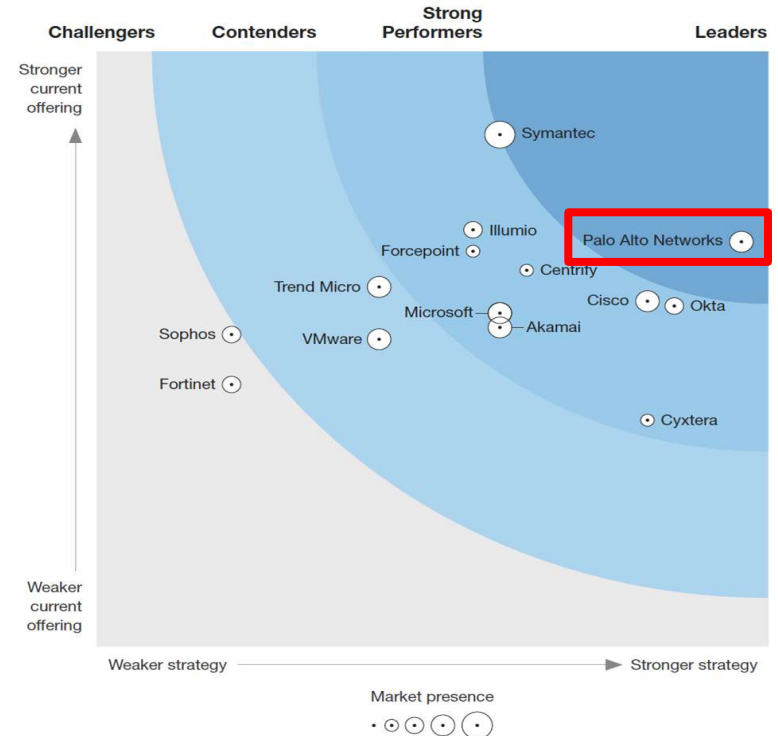 Challengers
Contenders
Strong
Performers
Leaders
Stronger
current
offering
Symantec
Illumio
Palo Alto Networks
Forcepoint
Centrify
Trend Micro
Cisco
Okta
Microsoft
Akamai
Sophos
VMware
Fortinet
Cyxtera
Weaker
current
offering
Weaker strategy
Stronger strategy
Market presence